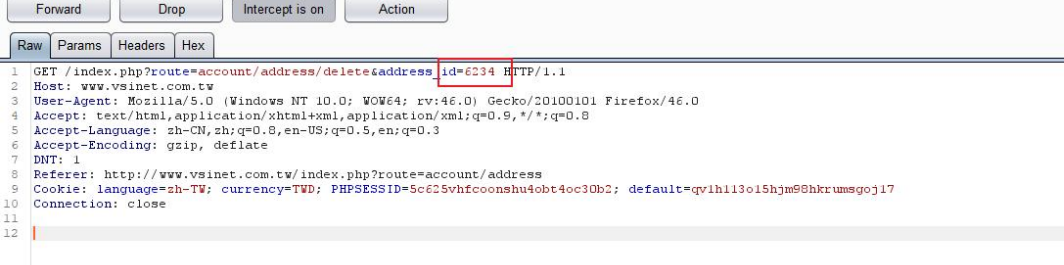 Forward Drop Intercept is on Action
Raw Params Headers Hex
1 GET /index.php?route=account/address/delete&address_id=6234 HTTP/1.1
2 Host: www.vsinet.com.tw
3 User-Agent: Mozilla/5.0 (Windows NT 10.0; WOW64; rv:46.0) Gecko/20100101 Firefox/46.0
4 Accept: text/html,application/xhtml+xml,application/xml;q=0.9,*/*;q=0.8
5 Accept-Language: zh-CN,zh;q=0.8,en-US;q=0.5,en;q=0.3
6 Accept-Encoding: gzip, deflate
7 DNT: 1
8 Referer: http://www.vsinet.com.tw/index.php?route=account/address
9 Cookie: language=zh-TW; currency=TWD; PHPSESSID=5c625vhfcoonshu4obt4oc30b2; default=qv1h113o15hjm98hkrumsgoj17
10 Connection: close
11
12